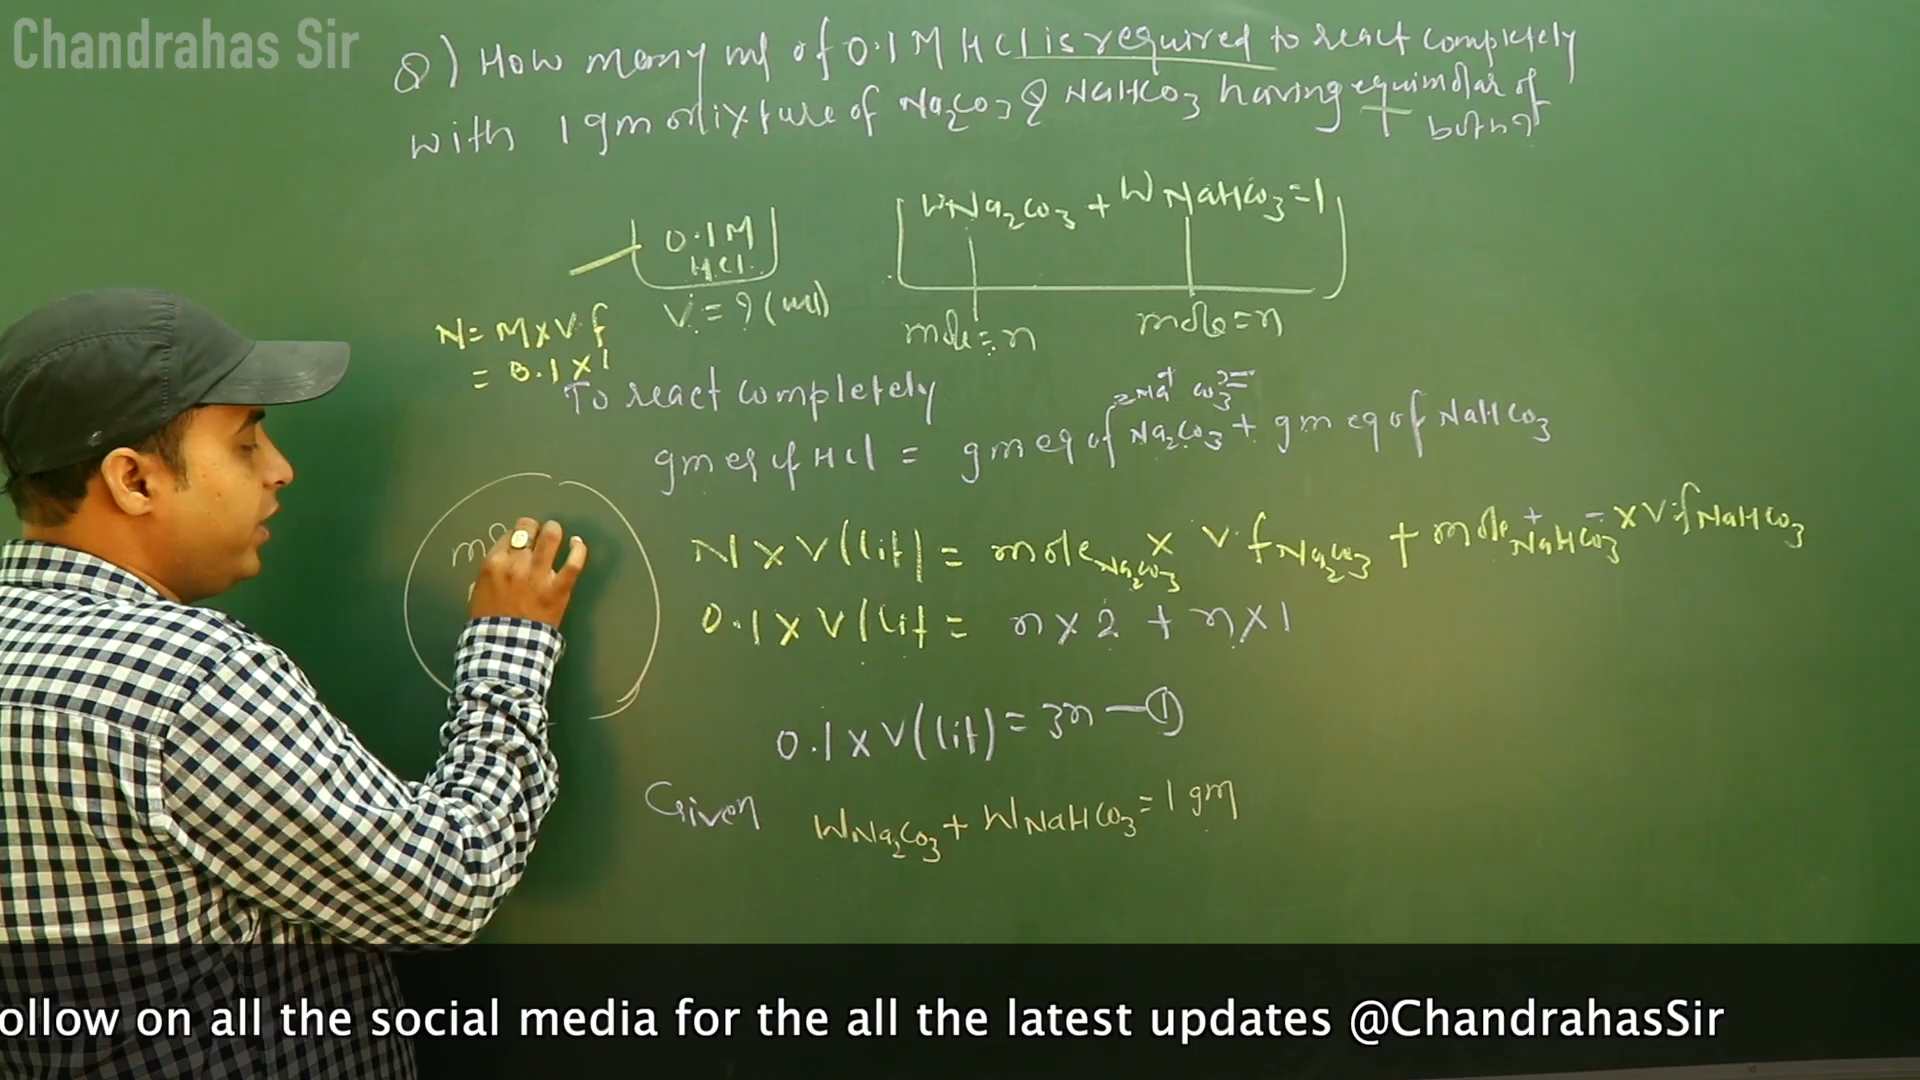 Chandrahas Sir
Q) How many ml of 0.1 M HCl is required to react completely
with 1 gm mixture of Na2CO3 & NaHCO3 having equimolar of
both?
WNa2CO3 + WNaHCO3 = 1
0.1 M
HCl
V = ? (ml)
mole = n
mole = n
N = M x V f
= 0.1 x 1
To react completely
2Na+ CO3
gm eq of HCl = gm eq of Na2CO3 + gm eq of NaHCO3
N x V(lit) = mole Na2CO3 x V.f Na2CO3 + mole NaHCO3 x V.f NaHCO3
0.1 x V(lit = n x 2 + n x 1
0.1 x V(lit) = 3n — ①
Given WNa2CO3 + WNaHCO3 = 1 gm
ollow on all the social media for the all the latest updates @ChandrahasSir